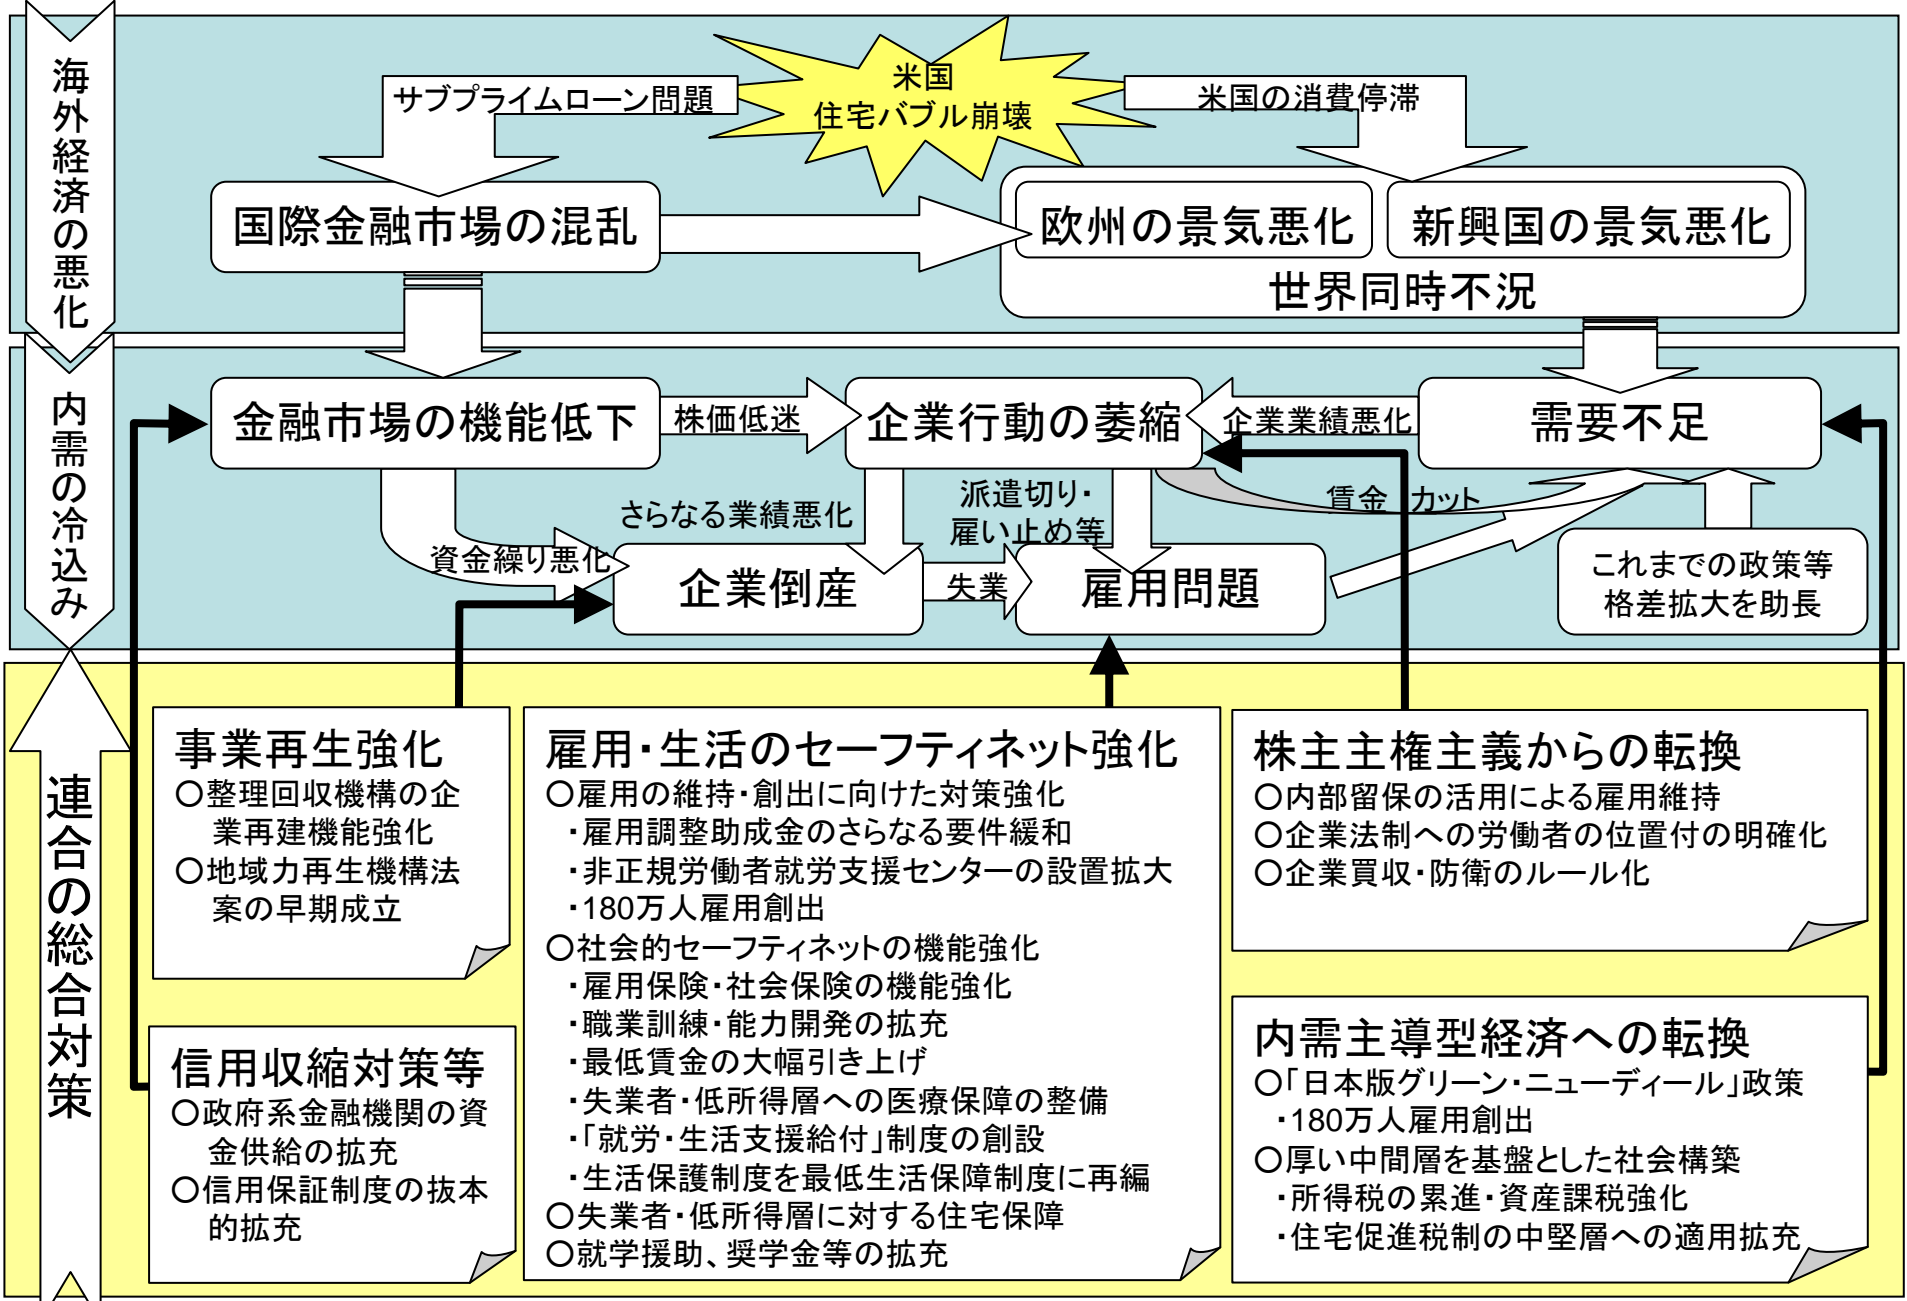 海外経済の悪化
米国
住宅バブル崩壊
サブプライムローン問題
米国の消費停滞
国際金融市場の混乱
欧州の景気悪化
新興国の景気悪化
世界同時不況
内需の冷込み
金融市場の機能低下
株価低迷
企業行動の萎縮
企業業績悪化
需要不足
さらなる業績悪化
派遣切り・
雇い止め等
賃金 カット
資金繰り悪化
企業倒産
失業
雇用問題
これまでの政策等
格差拡大を助長
連合の総合対策
事業再生強化
○整理回収機構の企
業再建機能強化
○地域力再生機構法
案の早期成立
信用収縮対策等
○政府系金融機関の資
金供給の拡充
○信用保証制度の抜本
的拡充
雇用・生活のセーフティネット強化
○雇用の維持・創出に向けた対策強化
・雇用調整助成金のさらなる要件緩和
・非正規労働者就労支援センターの設置拡大
・180万人雇用創出
○社会的セーフティネットの機能強化
・雇用保険・社会保険の機能強化
・職業訓練・能力開発の拡充
・最低賃金の大幅引き上げ
・失業者・低所得層への医療保障の整備
・「就労・生活支援給付」制度の創設
・生活保護制度を最低生活保障制度に再編
○失業者・低所得層に対する住宅保障
○就学援助、奨学金等の拡充
株主主権主義からの転換
○内部留保の活用による雇用維持
○企業法制への労働者の位置付の明確化
○企業買収・防衛のルール化
内需主導型経済への転換
○「日本版グリーン・ニューディール」政策
・180万人雇用創出
○厚い中間層を基盤とした社会構築
・所得税の累進・資産課税強化
・住宅促進税制の中堅層への適用拡充